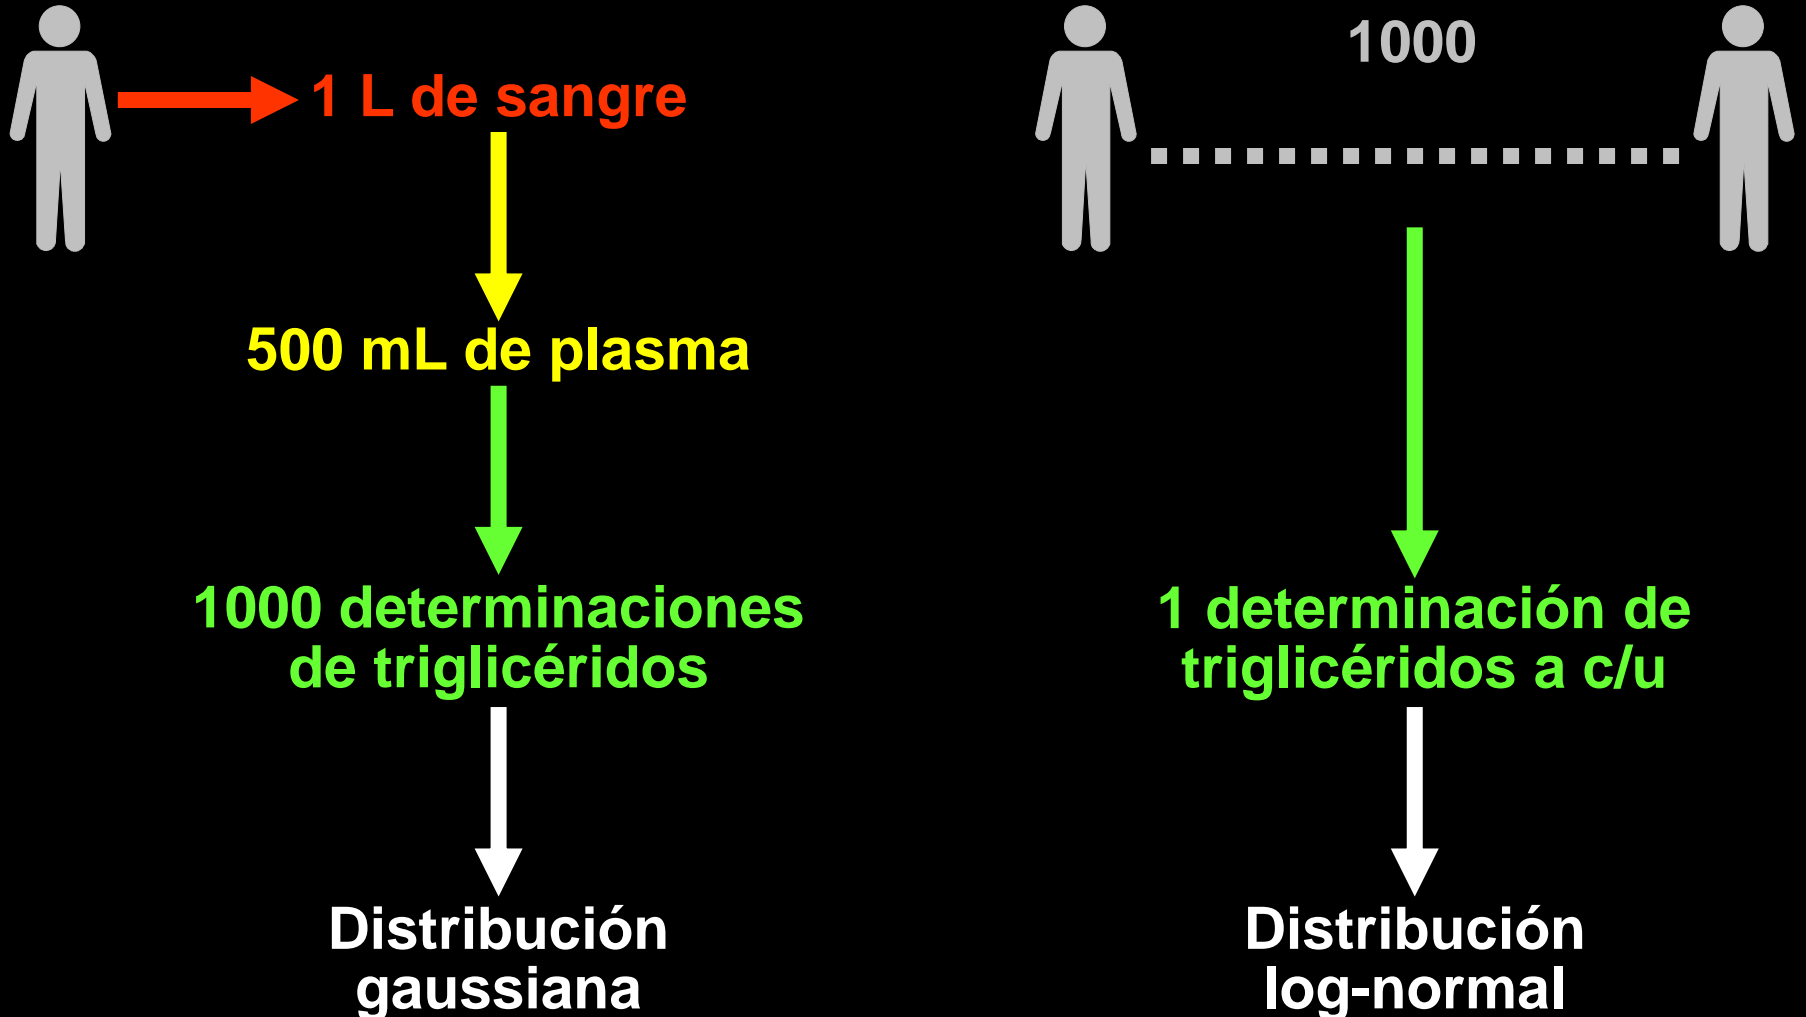 1 L de sangre
500 mL de plasma
1000 determinaciones
de triglicéridos
Distribución
gaussiana
1000
1 determinación de
triglicéridos a c/u
Distribución
log-normal